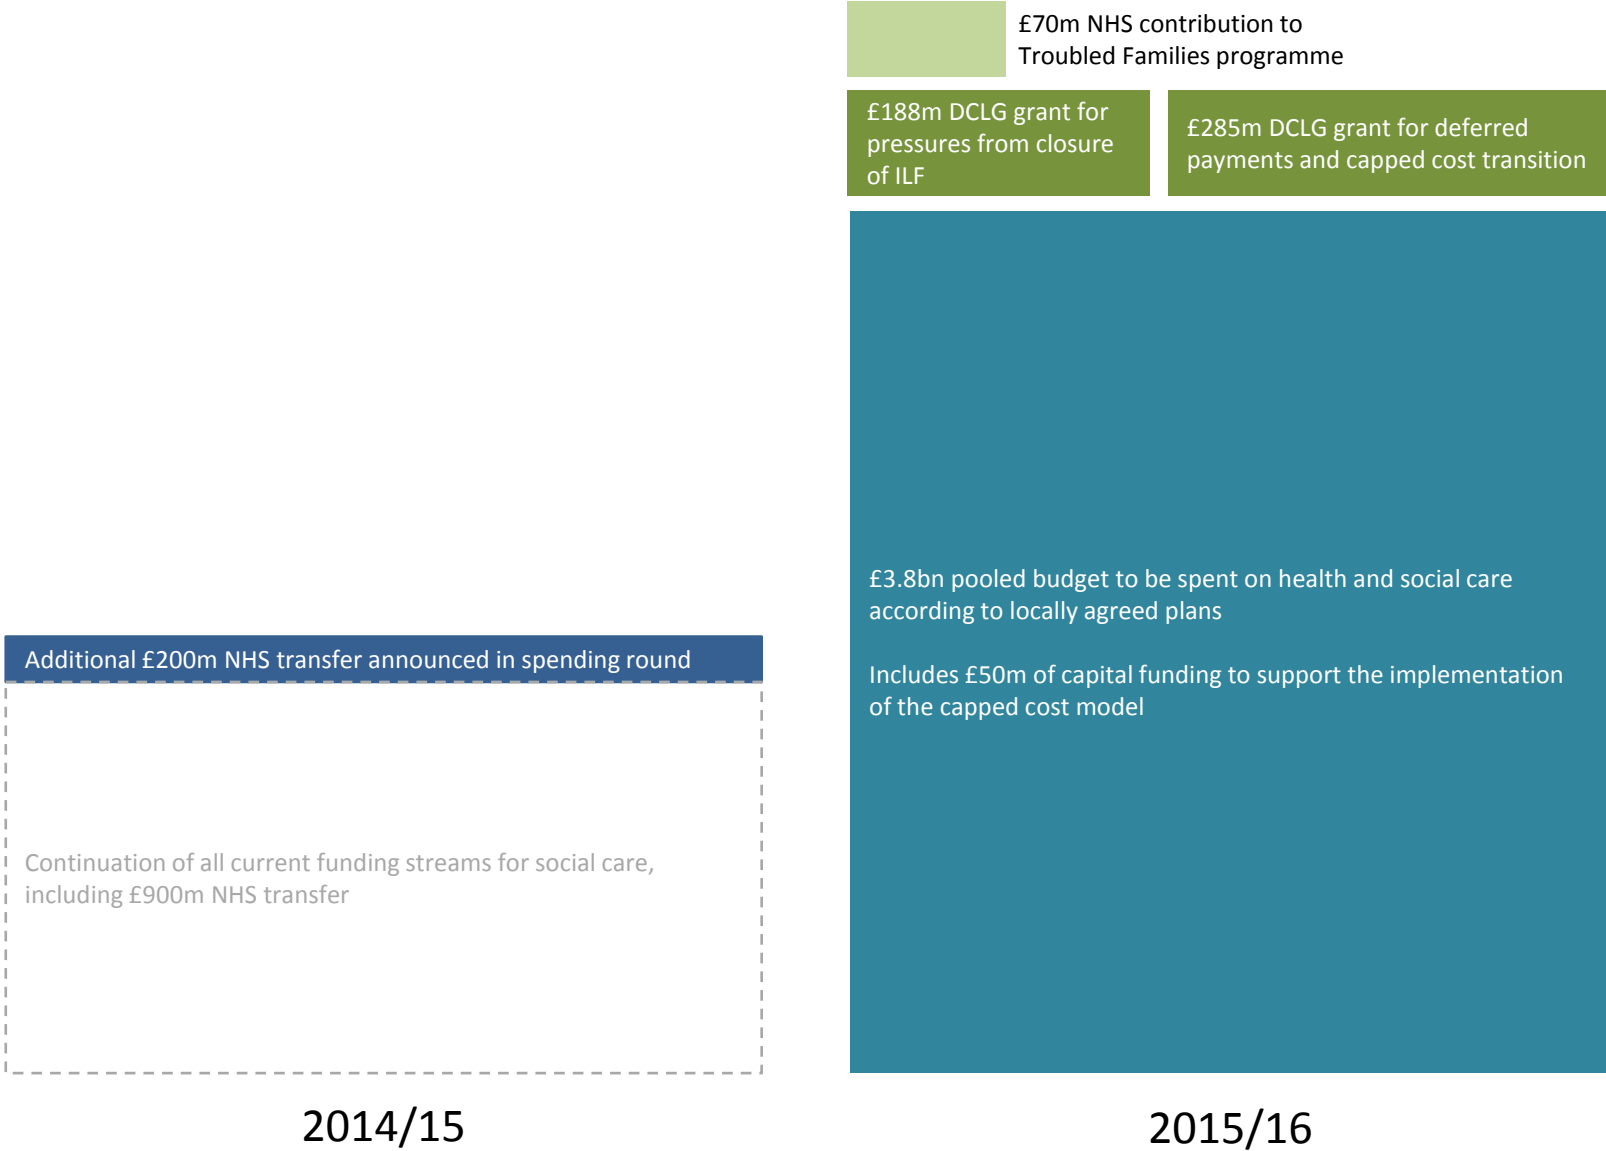 £70m NHS contribution to
Troubled Families programme
£188m DCLG grant for
pressures from closure
of ILF
£285m DCLG grant for deferred
payments and capped cost transition
£3.8bn pooled budget to be spent on health and social care
according to locally agreed plans
Includes £50m of capital funding to support the implementation
of the capped cost model
Additional £200m NHS transfer announced in spending round
Continuation of all current funding streams for social care,
including £900m NHS transfer
2014/15
2015/16